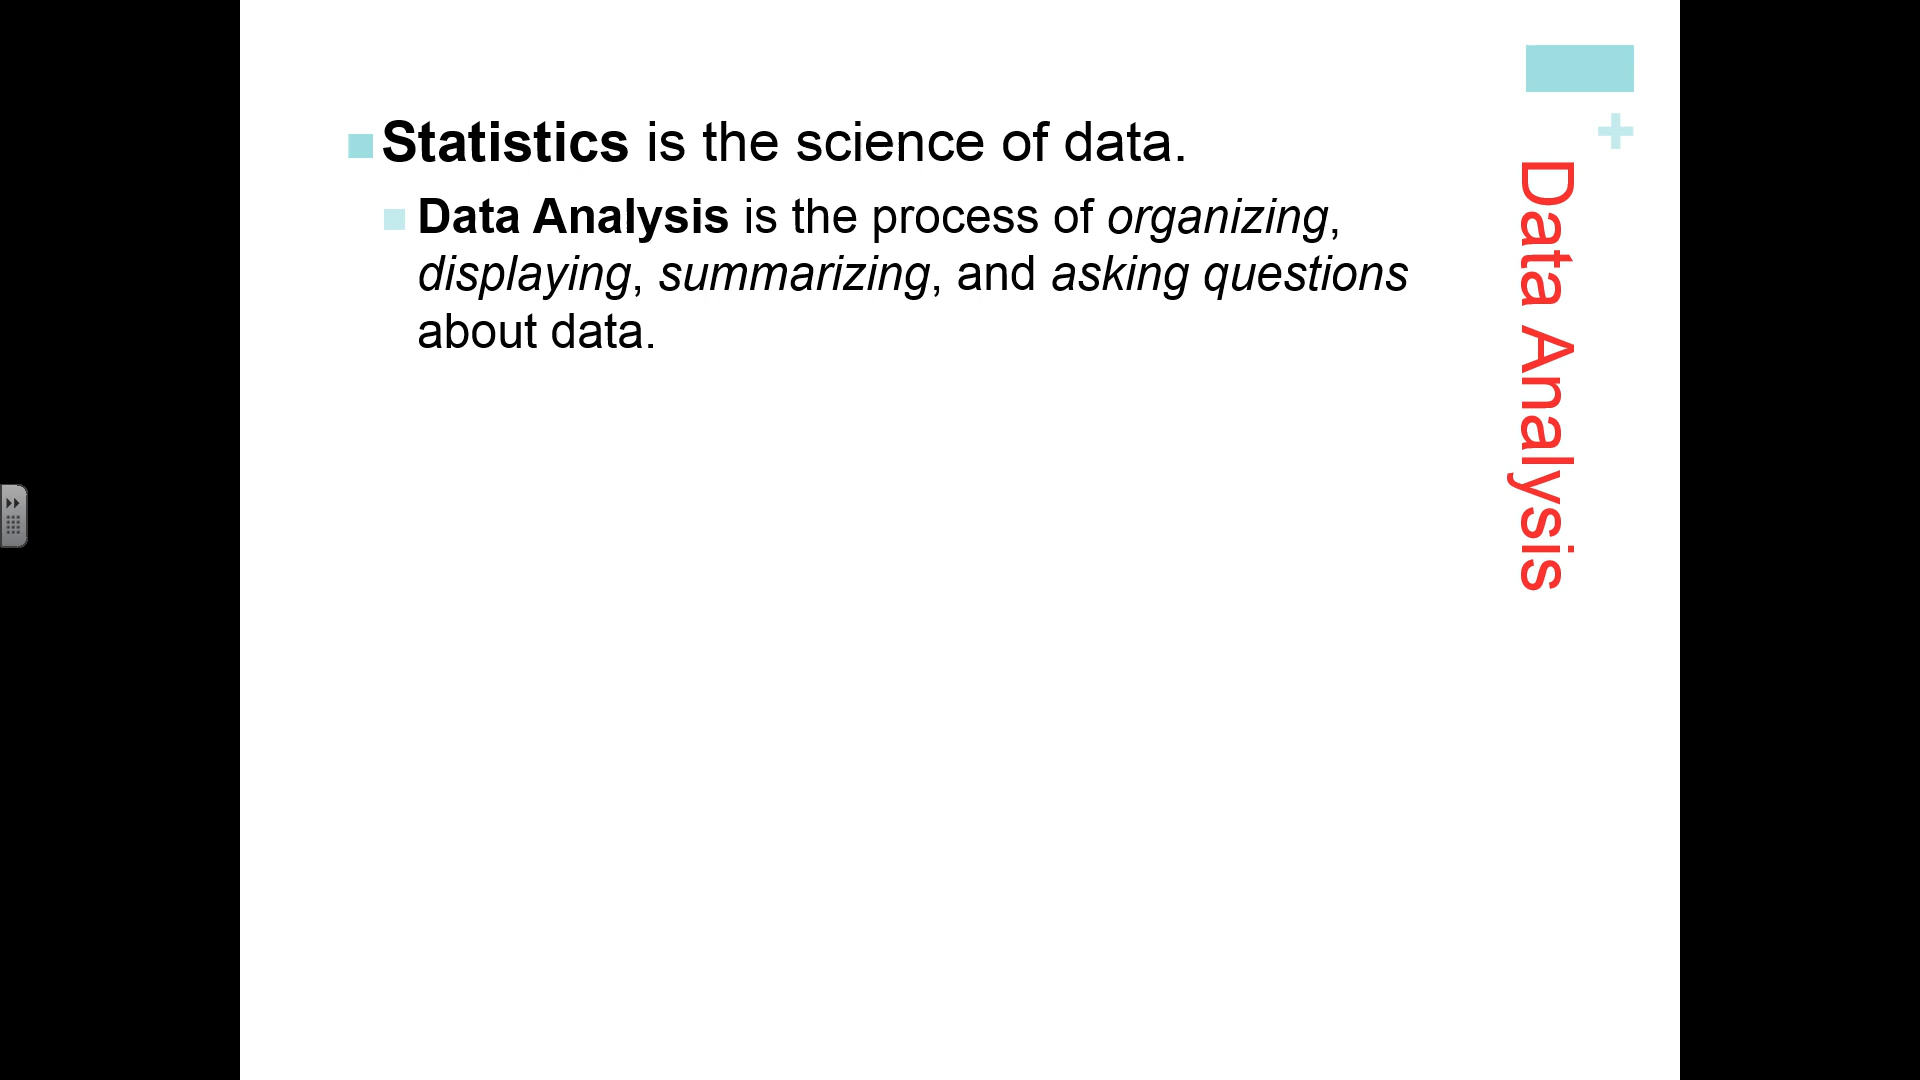 Statistics is the science of data.
Data Analysis is the process of organizing,
displaying, summarizing, and asking questions
about data.
+
Data Analysis